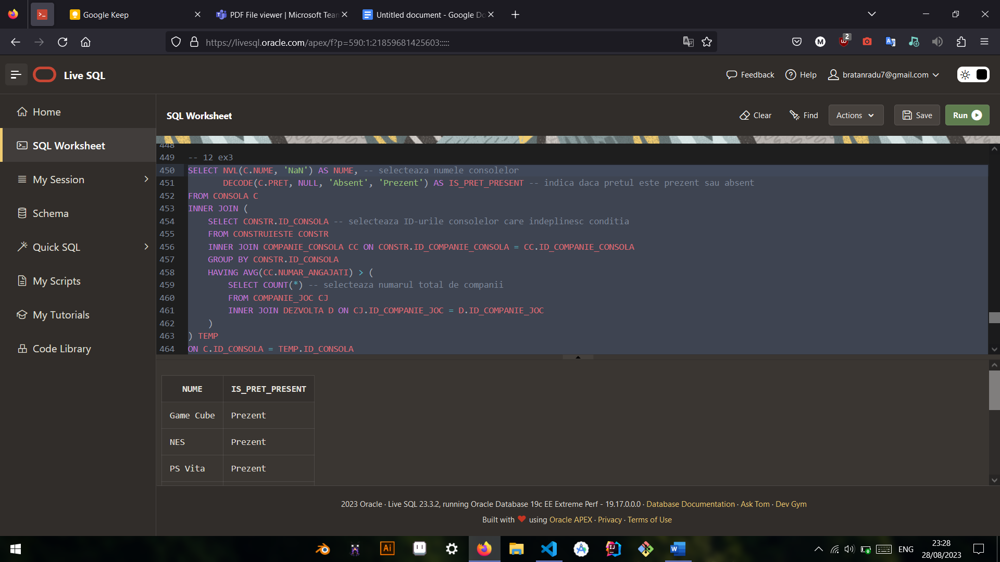 Google Keep
PDF File viewer | Microsoft Team
Untitled document - Google Do
https://livesql.oracle.com/apex/f?p=590:1:21859681425603:::::
M
2
Live SQL
Feedback
Help
bratanradu7@gmail.com
Home
SQL Worksheet
My Session
Schema
Quick SQL
My Scripts
My Tutorials
Code Library
SQL Worksheet
Clear
Find
Actions
Save
Run
448
449 -- 12 ex3
450 SELECT NVL(C.NUME, 'NaN') AS NUME, -- selecteaza numele consolelor
451 DECODE(C.PRET, NULL, 'Absent', 'Prezent') AS IS_PRET_PRESENT -- indica daca pretul este prezent sau absent
452 FROM CONSOLA C
453 INNER JOIN (
454 SELECT CONSTR.ID_CONSOLA -- selecteaza ID-urile consolelor care indeplinesc conditia
455 FROM CONSTRUIESTE CONSTR
456 INNER JOIN COMPANIE_CONSOLA CC ON CONSTR.ID_COMPANIE_CONSOLA = CC.ID_COMPANIE_CONSOLA
457 GROUP BY CONSTR.ID_CONSOLA
458 HAVING AVG(CC.NUMAR_ANGAJATI) > (
459 SELECT COUNT(*) -- selecteaza numarul total de companii
460 FROM COMPANIE_JOC CJ
461 INNER JOIN DEZVOLTA D ON CJ.ID_COMPANIE_JOC = D.ID_COMPANIE_JOC
462 )
463 ) TEMP
464 ON C.ID_CONSOLA = TEMP.ID_CONSOLA
NUME IS_PRET_PRESENT
Game Cube Prezent
NES Prezent
PS Vita Prezent
2023 Oracle · Live SQL 23.3.2, running Oracle Database 19c EE Extreme Perf - 19.17.0.0.0 · Database Documentation · Ask Tom · Dev Gym
Built with ❤ using Oracle APEX · Privacy · Terms of Use
Ai
IJ
W
ENG
23:28
28/08/2023